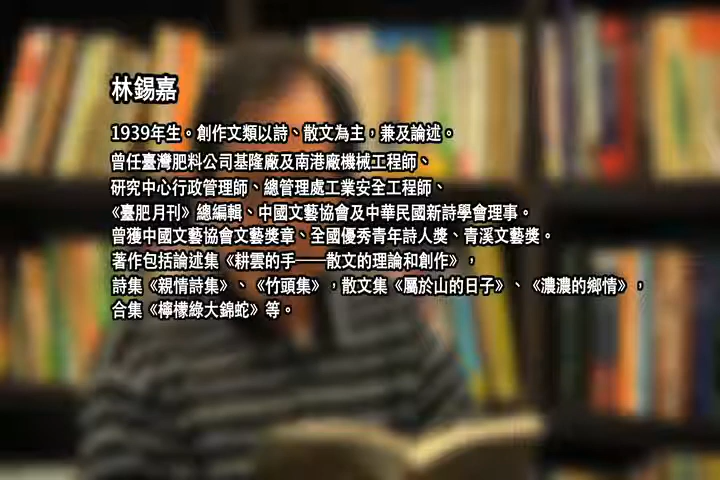 林錫嘉
1939年生。創作文類以詩、散文為主，兼及論述。
曾任臺灣肥料公司基隆廠及南港廠機械工程師、
研究中心行政管理師、總管理處工業安全工程師、
《臺肥月刊》總編輯、中國文藝協會及中華民國新詩學會理事。
曾獲中國文藝協會文藝獎章、全國優秀青年詩人獎、青溪文藝獎。
著作包括論述集《耕雲的手──散文的理論和創作》，
詩集《親情詩集》、《竹頭集》，散文集《屬於山的日子》、《濃濃的鄉情》，
合集《檸檬綠大錦蛇》等。